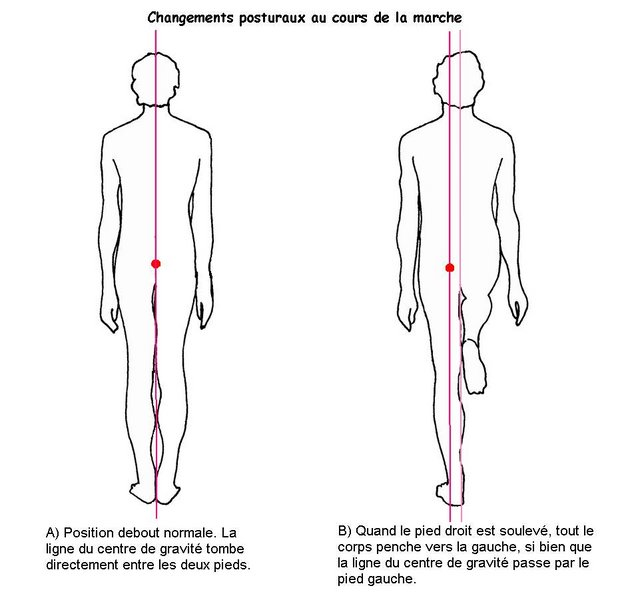 Changements posturaux au cours de la marche
A) Position debout normale. La
ligne du centre de gravité tombe
directement entre les deux pieds.
B) Quand le pied droit est soulevé, tout le
corps penche vers la gauche, si bien que
la ligne du centre de gravité passe par le
pied gauche.